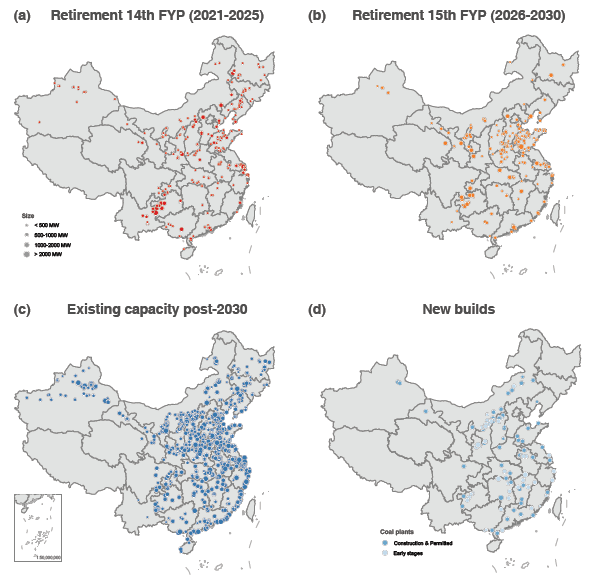 (a) Retirement 14th FYP (2021-2025)
(b) Retirement 15th FYP (2026-2030)
Size
< 500 MW
500-1000 MW
1000-2000 MW
> 2000 MW
(c) Existing capacity post-2030
(d) New builds
Coal plants
Construction & Permitted
Early stages